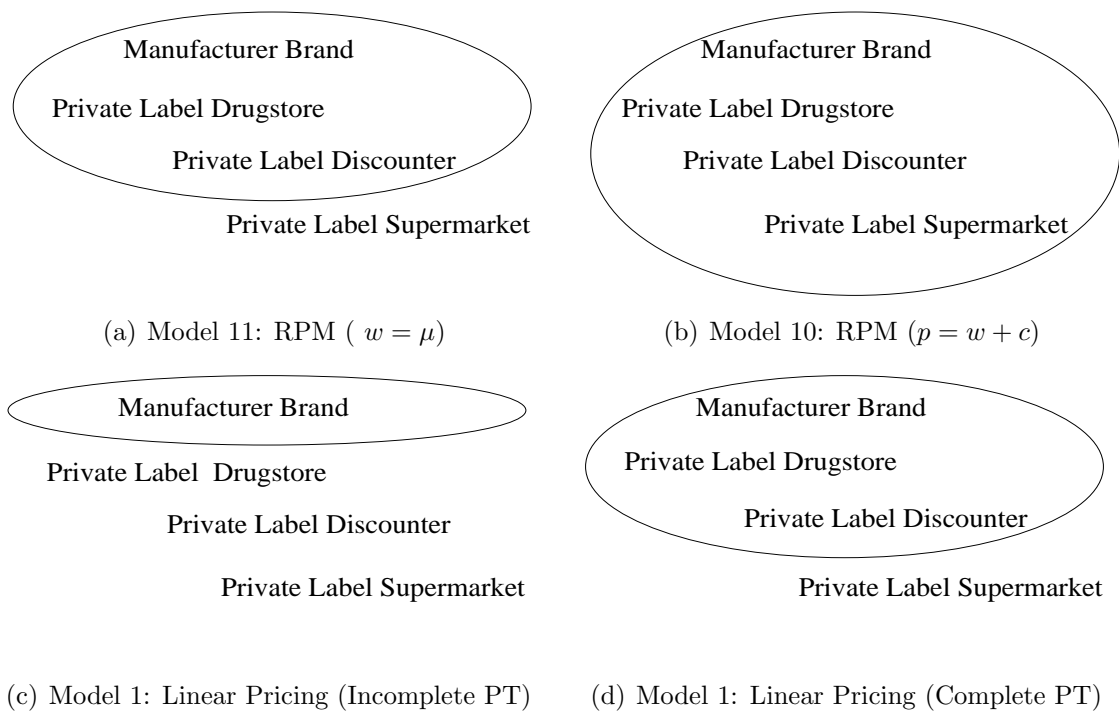 Manufacturer Brand
Private Label Drugstore
Private Label Discounter
Private Label Supermarket
(a) Model 11: RPM ( w = μ)
Manufacturer Brand
Private Label Drugstore
Private Label Discounter
Private Label Supermarket
(b) Model 10: RPM (p = w + c)
Manufacturer Brand
Private Label Drugstore
Private Label Discounter
Private Label Supermarket
(c) Model 1: Linear Pricing (Incomplete PT)
Manufacturer Brand
Private Label Drugstore
Private Label Discounter
Private Label Supermarket
(d) Model 1: Linear Pricing (Complete PT)